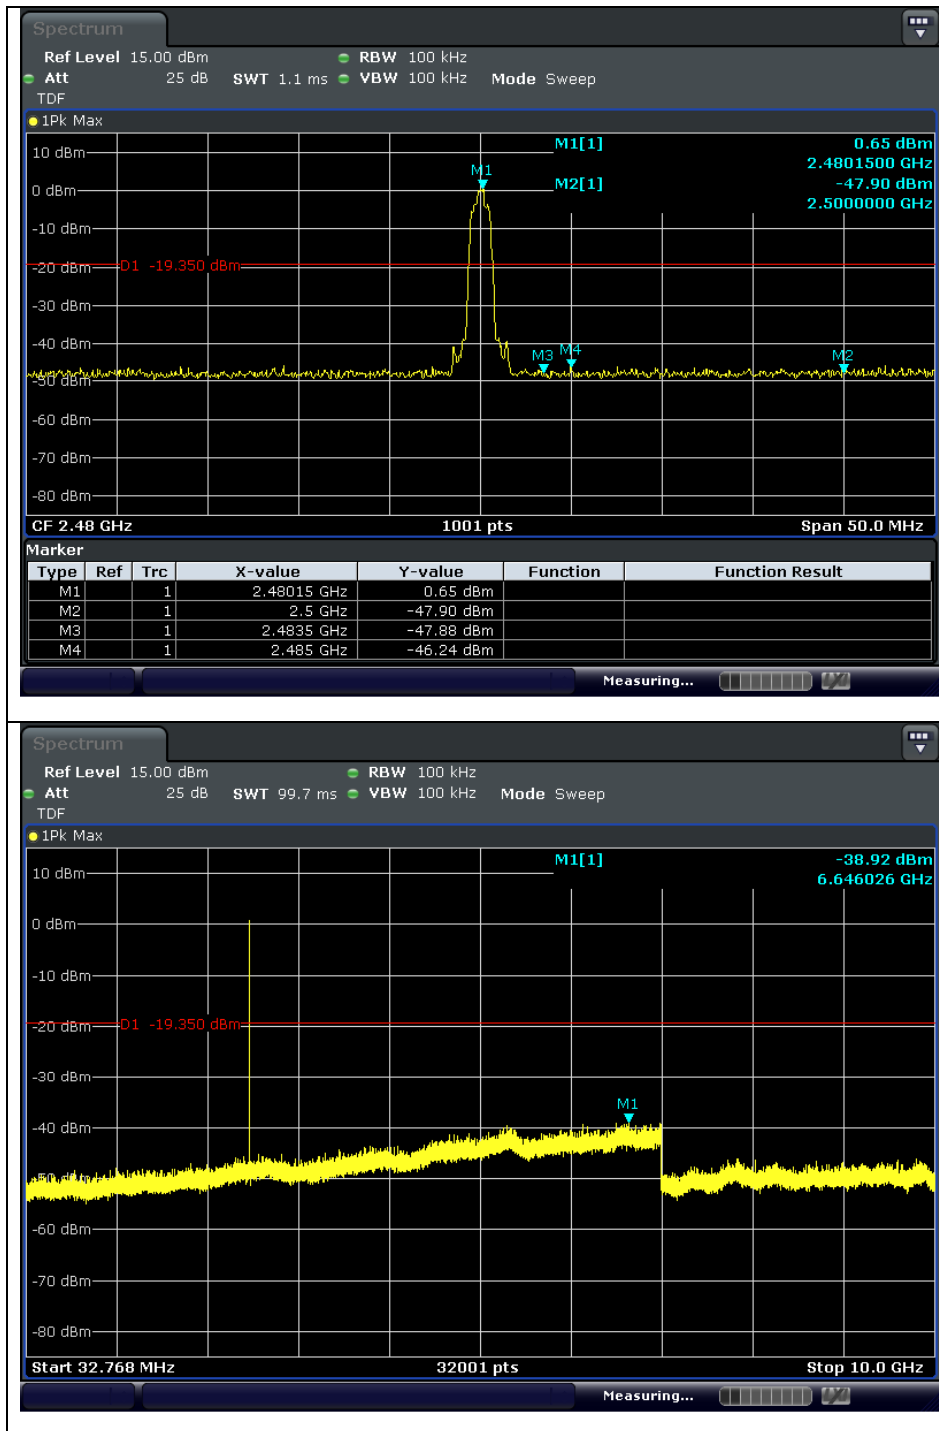 Spectrum
Ref Level 15.00 dBm RBW 100 kHz
Att 25 dB SWT 1.1 ms VBW 100 kHz Mode Sweep
TDF
1Pk Max
M1[1] 0.65 dBm
2.4801500 GHz
M2[1] -47.90 dBm
2.5000000 GHz
10 dBm
M1
0 dBm
-10 dBm
-20 dBm D1 -19.350 dBm
-30 dBm
-40 dBm
M3 M4 M2
-50 dBm
-60 dBm
-70 dBm
-80 dBm
CF 2.48 GHz 1001 pts Span 50.0 MHz
Marker
Type Ref Trc X-value Y-value Function Function Result
M1 1 2.48015 GHz 0.65 dBm
M2 1 2.5 GHz -47.90 dBm
M3 1 2.4835 GHz -47.88 dBm
M4 1 2.485 GHz -46.24 dBm
Measuring...
Spectrum
Ref Level 15.00 dBm RBW 100 kHz
Att 25 dB SWT 99.7 ms VBW 100 kHz Mode Sweep
TDF
1Pk Max
M1[1] -38.92 dBm
6.646026 GHz
10 dBm
0 dBm
-10 dBm
-20 dBm D1 -19.350 dBm
-30 dBm
M1
-40 dBm
-50 dBm
-60 dBm
-70 dBm
-80 dBm
Start 32.768 MHz 32001 pts Stop 10.0 GHz
Measuring...